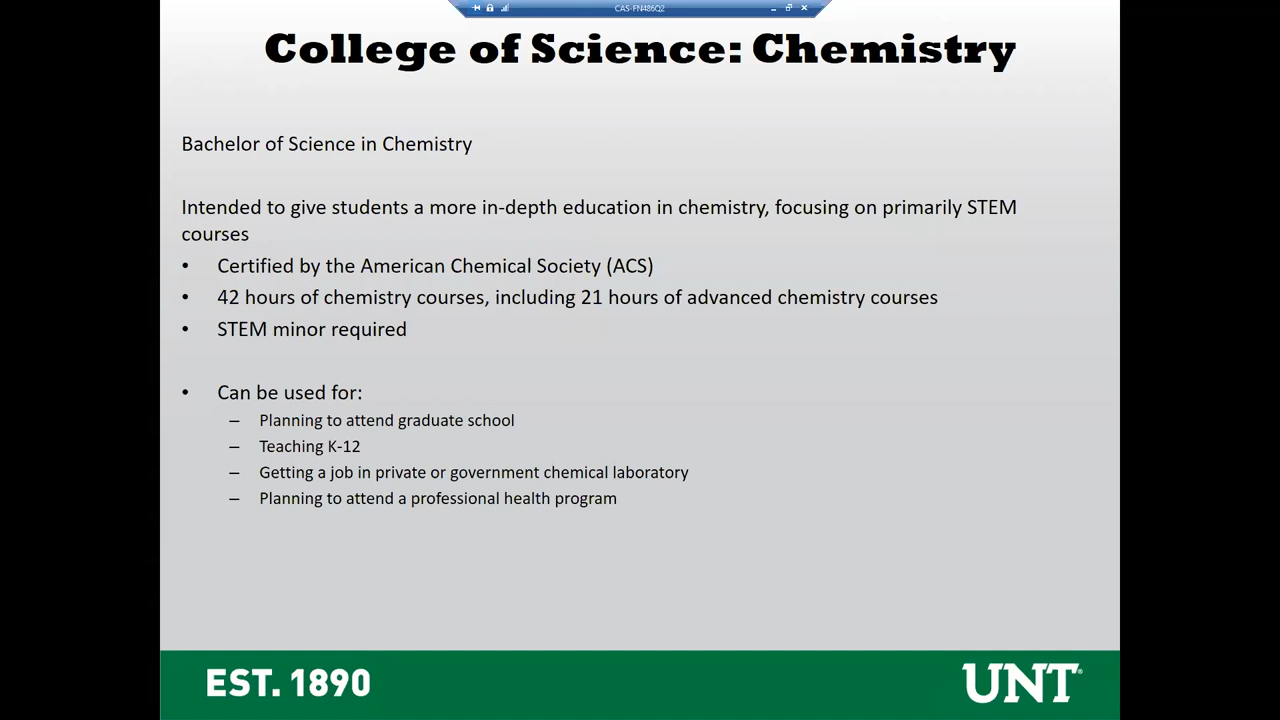 CAS-FN486Q2
College of Science: Chemistry
Bachelor of Science in Chemistry
Intended to give students a more in-depth education in chemistry, focusing on primarily STEM
courses
• Certified by the American Chemical Society (ACS)
• 42 hours of chemistry courses, including 21 hours of advanced chemistry courses
• STEM minor required
• Can be used for:
– Planning to attend graduate school
– Teaching K-12
– Getting a job in private or government chemical laboratory
– Planning to attend a professional health program
EST. 1890
UNT®